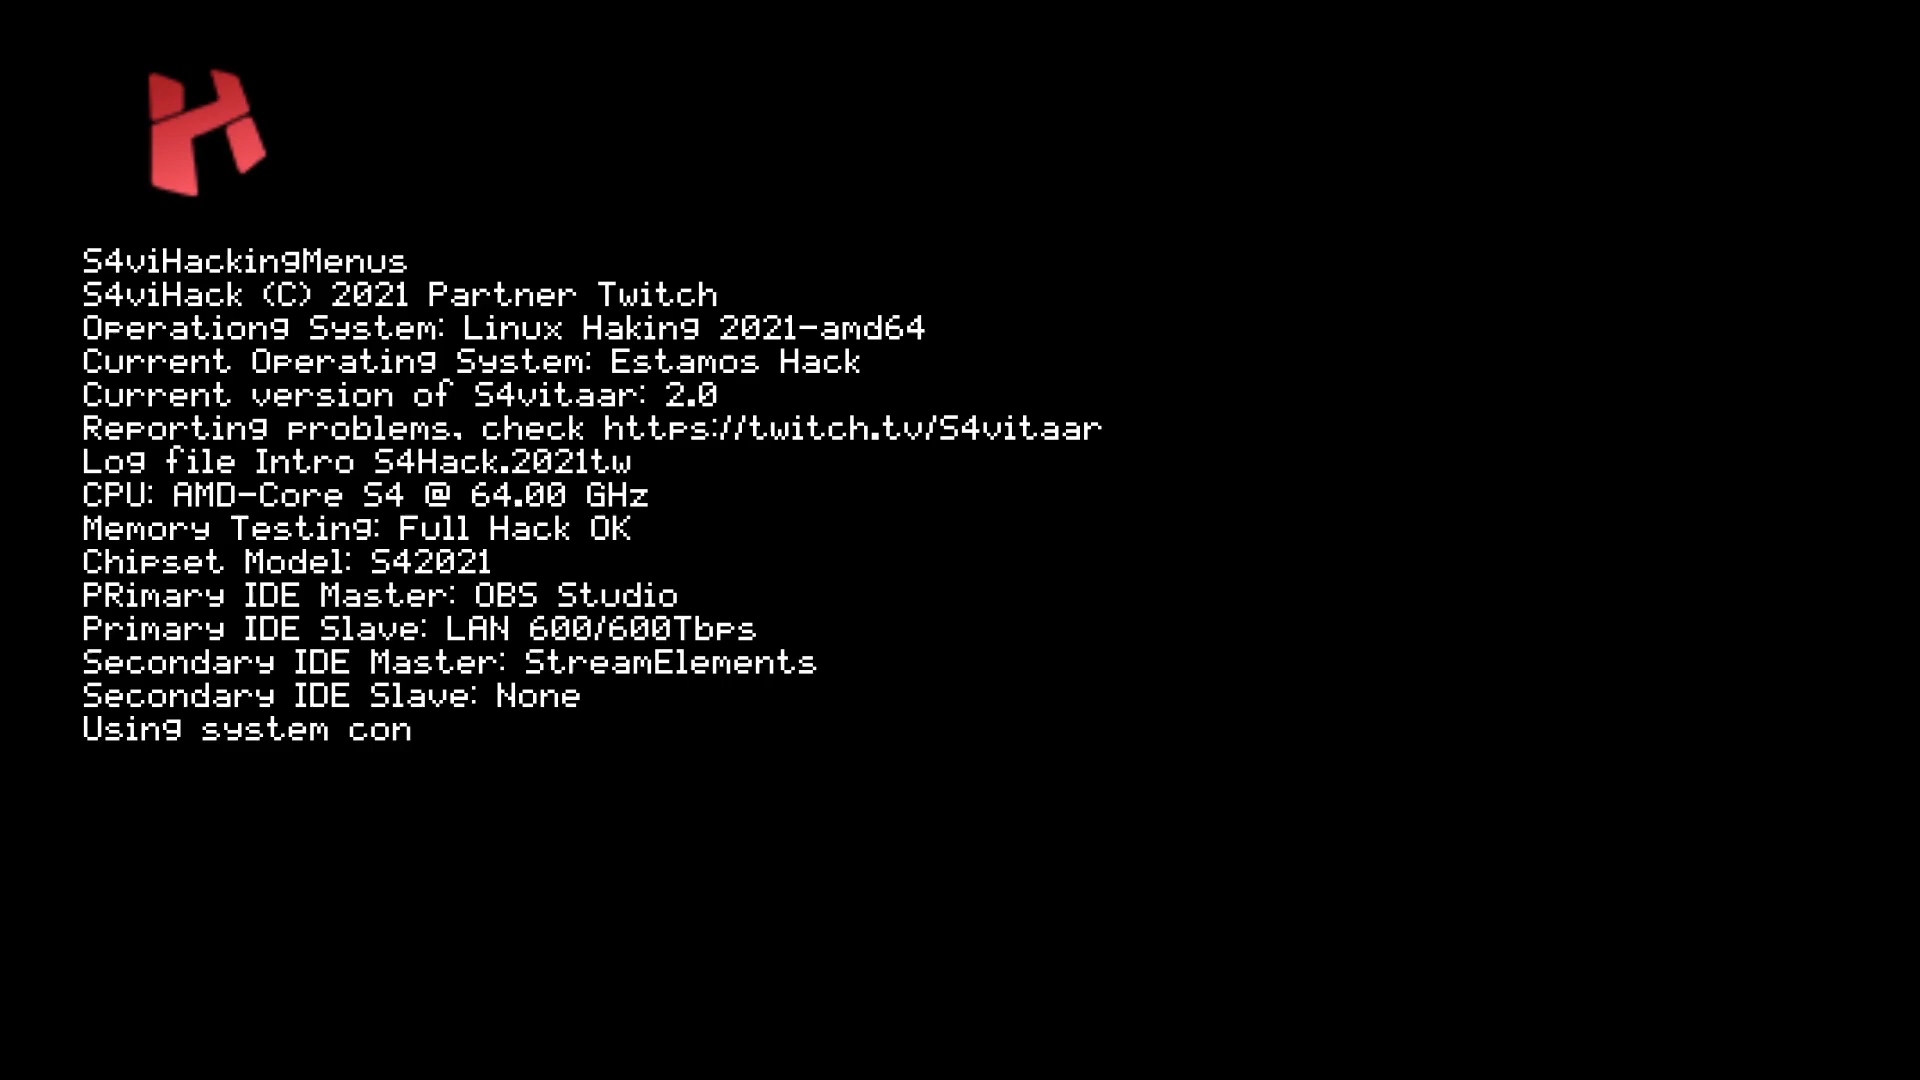 S4viHackingMenus
S4viHack (C) 2021 Partner Twitch
Operationg System: Linux Haking 2021-amd64
Current Operating System: Estamos Hack
Current version of S4vitaar: 2.0
Reporting problems, check https://twitch.tv/S4vitaar
Log file Intro S4Hack.2021tw
CPU: AMD-Core S4 @ 64.00 GHz
Memory Testing: Full Hack OK
Chipset Model: S42021
PRimary IDE Master: OBS Studio
Primary IDE Slave: LAN 600/600Tbps
Secondary IDE Master: StreamElements
Secondary IDE Slave: None
Using system con